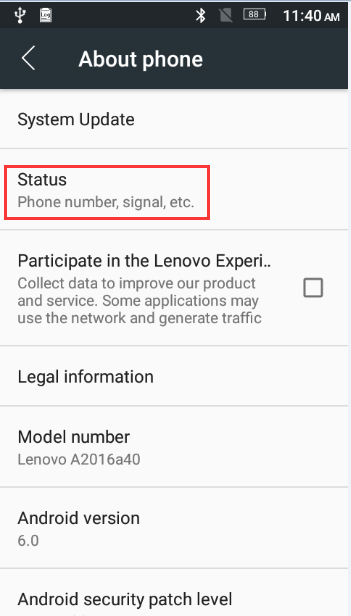 88 11:40 AM
About phone
System Update
Status
Phone number, signal, etc.
Participate in the Lenovo Experi..
Collect data to improve our product
and service. Some applications may
use the network and generate traffic
Legal information
Model number
Lenovo A2016a40
Android version
6.0
Android security patch level